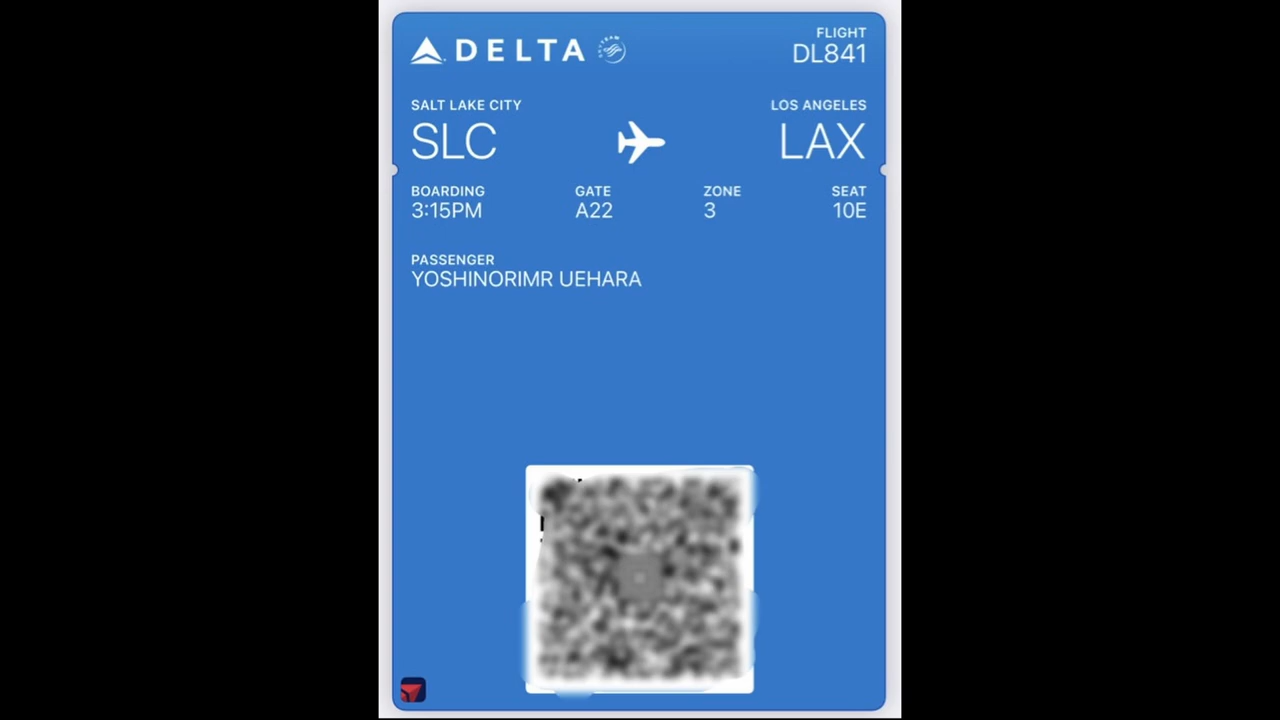 DELTA
FLIGHT
DL841
SALT LAKE CITY
LOS ANGELES
SLC
LAX
BOARDING
GATE
ZONE
SEAT
3:15PM
A22
3
10E
PASSENGER
YOSHINORIMR UEHARA